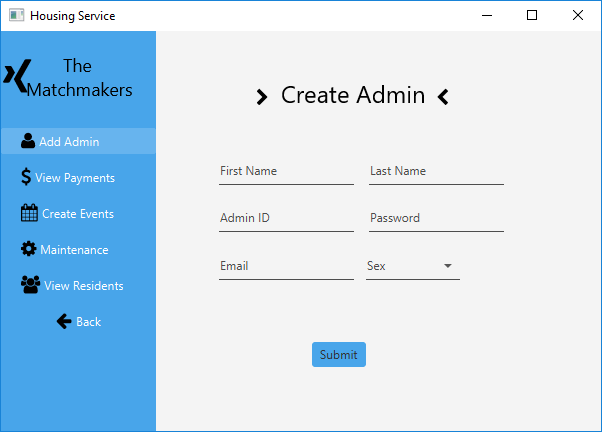 Housing Service
The
Matchmakers
Add Admin
View Payments
Create Events
Maintenance
View Residents
Back
Create Admin
First Name
Last Name
Admin ID
Password
Email
Sex
Submit